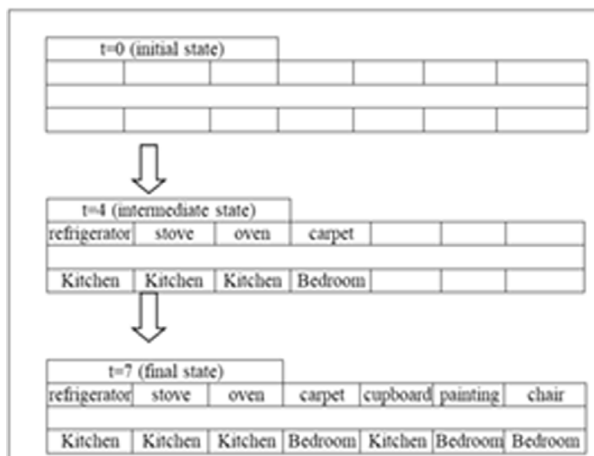 t=0 (initial state)
t=4 (intermediate state)
refrigerator stove oven carpet
Kitchen Kitchen Kitchen Bedroom
t=7 (final state)
refrigerator stove oven carpet cupboard painting chair
Kitchen Kitchen Kitchen Bedroom Kitchen Bedroom Bedroom